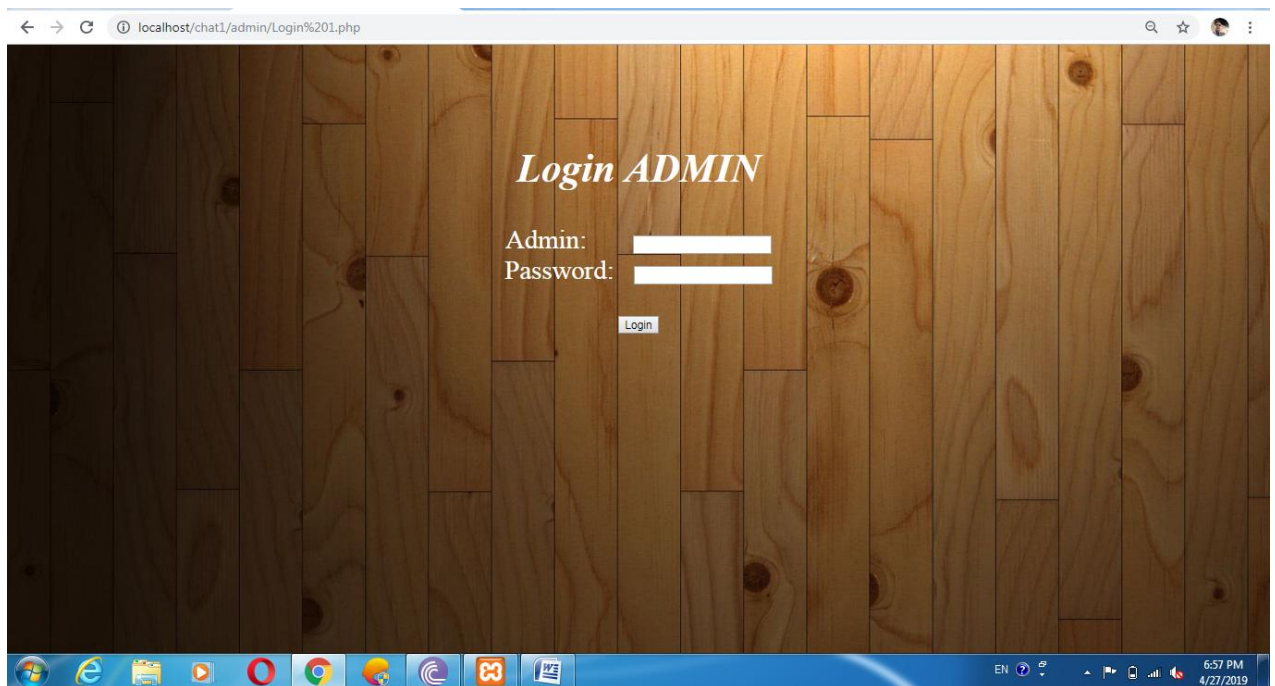 localhost/chat1/admin/Login%201.php
Login ADMIN
Admin:
Password:
Login
EN
6:57 PM
4/27/2019